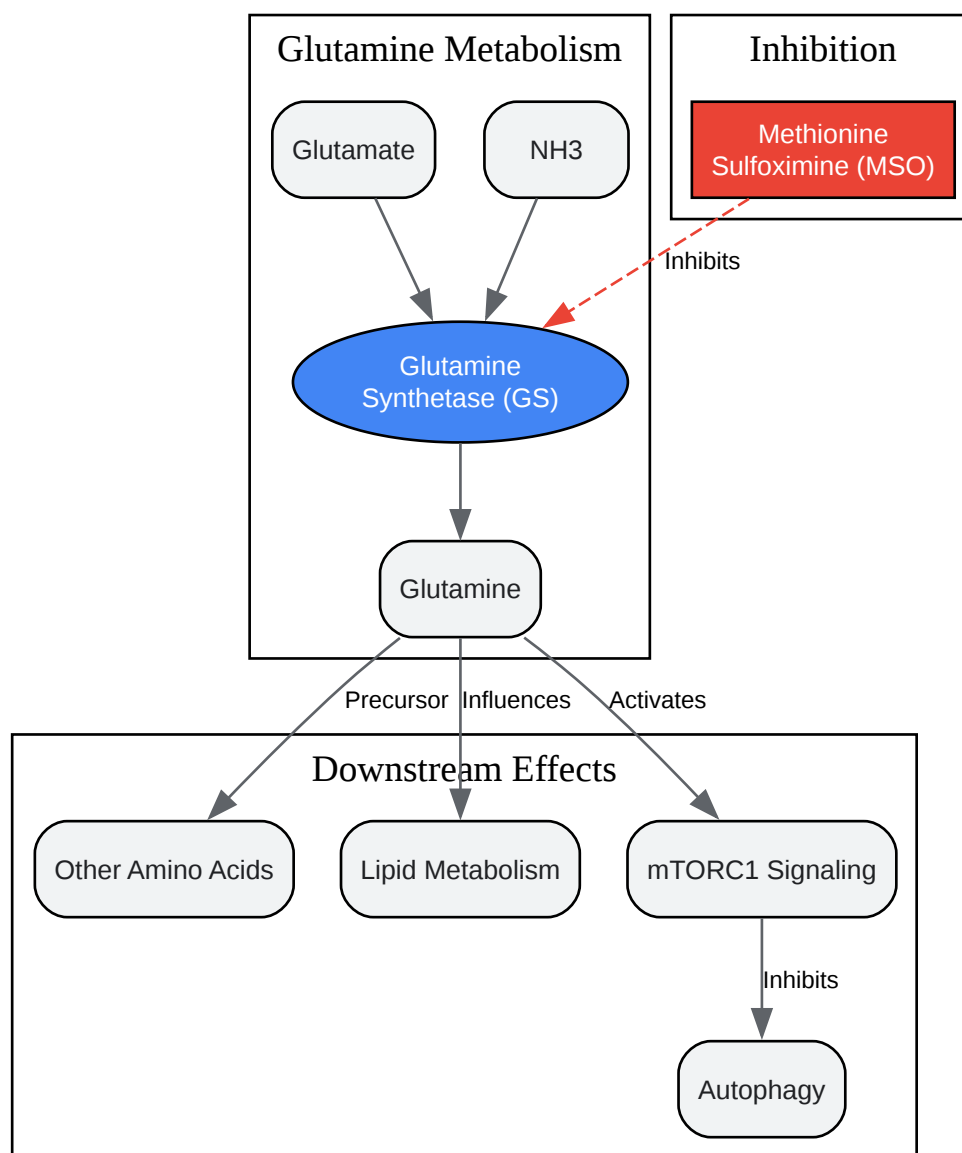 Glutamine Metabolism
Inhibition
Glutamate
NH3
Methionine
Sulfoximine (MSO)
Inhibits
Glutamine
Synthetase (GS)
Glutamine
Precursor
Influences
Activates
Downstream Effects
Other Amino Acids
Lipid Metabolism
mTORC1 Signaling
Inhibits
Autophagy